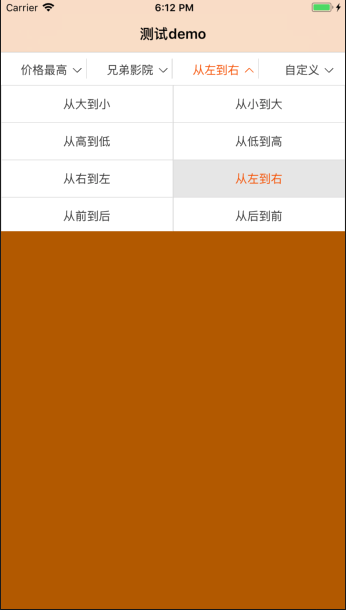 Carrier 6:12 PM
测试demo
价格最高 兄弟影院 从左到右 自定义
从大到小 从小到大
从高到低 从低到高
从右到左 从左到右
从前到后 从后到前